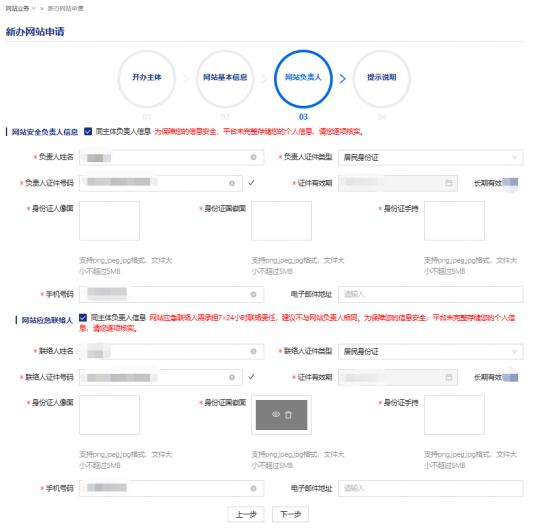 网站业务 > 新办网站申请
新办网站申请
开办主体 网站基本信息 网站负责人 提示说明
01 02 03 04
网站安全负责人信息 同主体负责人信息 为保障您的信息安全，平台未完整存储您的个人信息，请您逐项核实。
* 负责人姓名 * 负责人证件类型 居民身份证
* 负责人证件号码 * 证件有效期 长期有效
* 身份证人像面 * 身份证国徽面 * 身份证手持
支持png,jpeg,jpg格式，文件大 支持png,jpeg,jpg格式，文件大 支持png,jpeg,jpg格式，文件大
小不超过5MB 小不超过5MB 小不超过5MB
* 手机号码 电子邮件地址 请输入
网站应急联络人 同主体负责人信息 网站应急联络人需承担7×24小时联络责任，建议不与网站负责人相同。为保障您的信息安全，平台未完整存储您的个人信
息，请您逐项核实。
* 联络人姓名 * 联络人证件类型 居民身份证
* 联络人证件号码 * 证件有效期 长期有效
* 身份证人像面 * 身份证国徽面 * 身份证手持
支持png,jpeg,jpg格式，文件大 支持png,jpeg,jpg格式，文件大 支持png,jpeg,jpg格式，文件大
小不超过5MB 小不超过5MB 小不超过5MB
* 手机号码 电子邮件地址 请输入
上一步 下一步